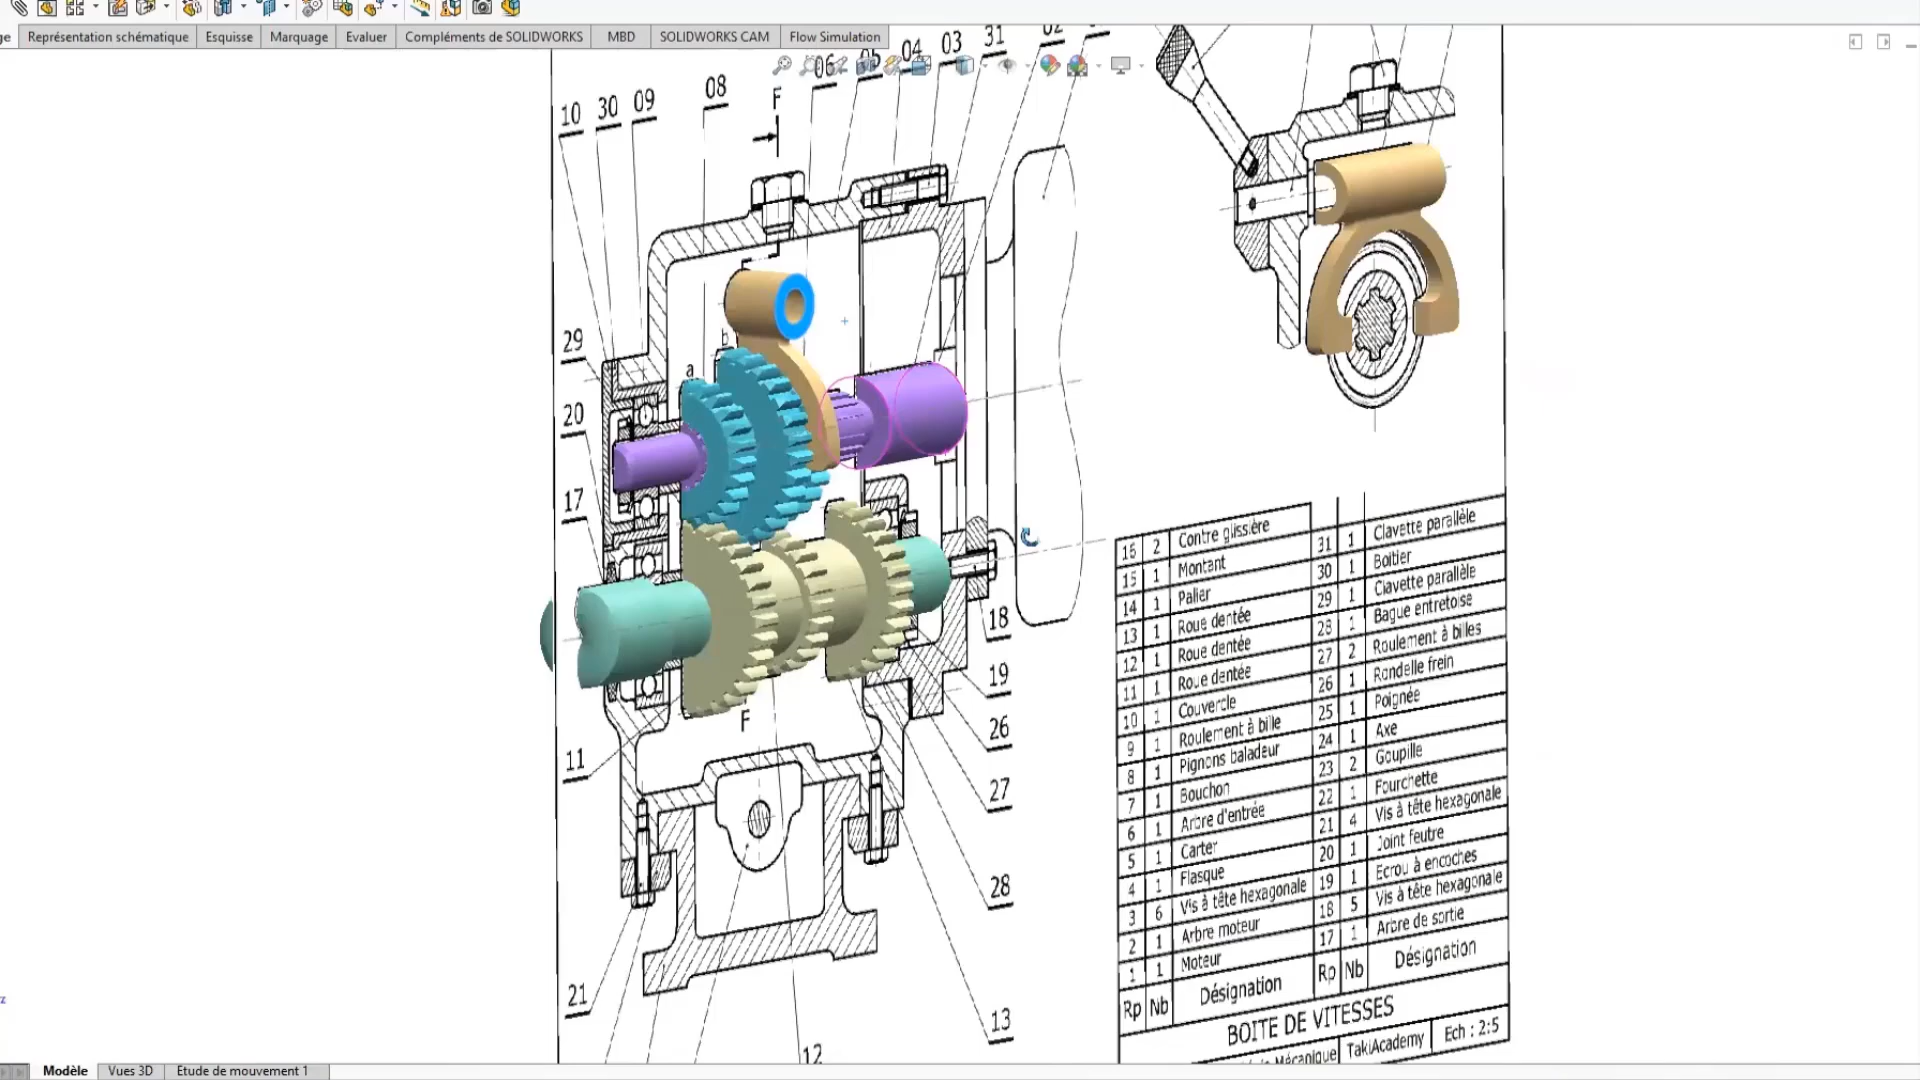 ge
Représentation schématique
Esquisse
Marquage
Evaluer
Compléments de SOLIDWORKS
MBD
SOLIDWORKS CAM
Flow Simulation
10
30
09
08
06
05
04
03
31
02
F
29
20
17
11
21
a
b
F
18
19
26
27
28
13
12
16 2 Contre glissière 31 1 Clavette parallèle
15 1 Montant 30 1 Boitier
14 1 Palier 29 1 Clavette parallèle
13 1 Roue dentée 28 1 Bague entretoise
12 1 Roue dentée 27 2 Roulement à billes
11 1 Roue dentée 26 1 Rondelle frein
10 1 Couvercle 25 1 Poignée
9 1 Roulement à bille 24 1 Axe
8 1 Pignons baladeur 23 2 Goupille
7 1 Bouchon 22 1 Fourchette
6 1 Arbre d'entrée 21 4 Vis à tête hexagonale
5 1 Carter 20 1 Joint feutre
4 1 Flasque 19 1 Ecrou à encoches
3 6 Vis à tête hexagonale 18 5 Vis à tête hexagonale
2 1 Arbre moteur 17 1 Arbre de sortie
1 1 Moteur Rp Nb Désignation
Rp Nb Désignation
BOITE DE VITESSES
Mécanique TakiAcademy Ech : 2:5
z
Modèle
Vues 3D
Etude de mouvement 1